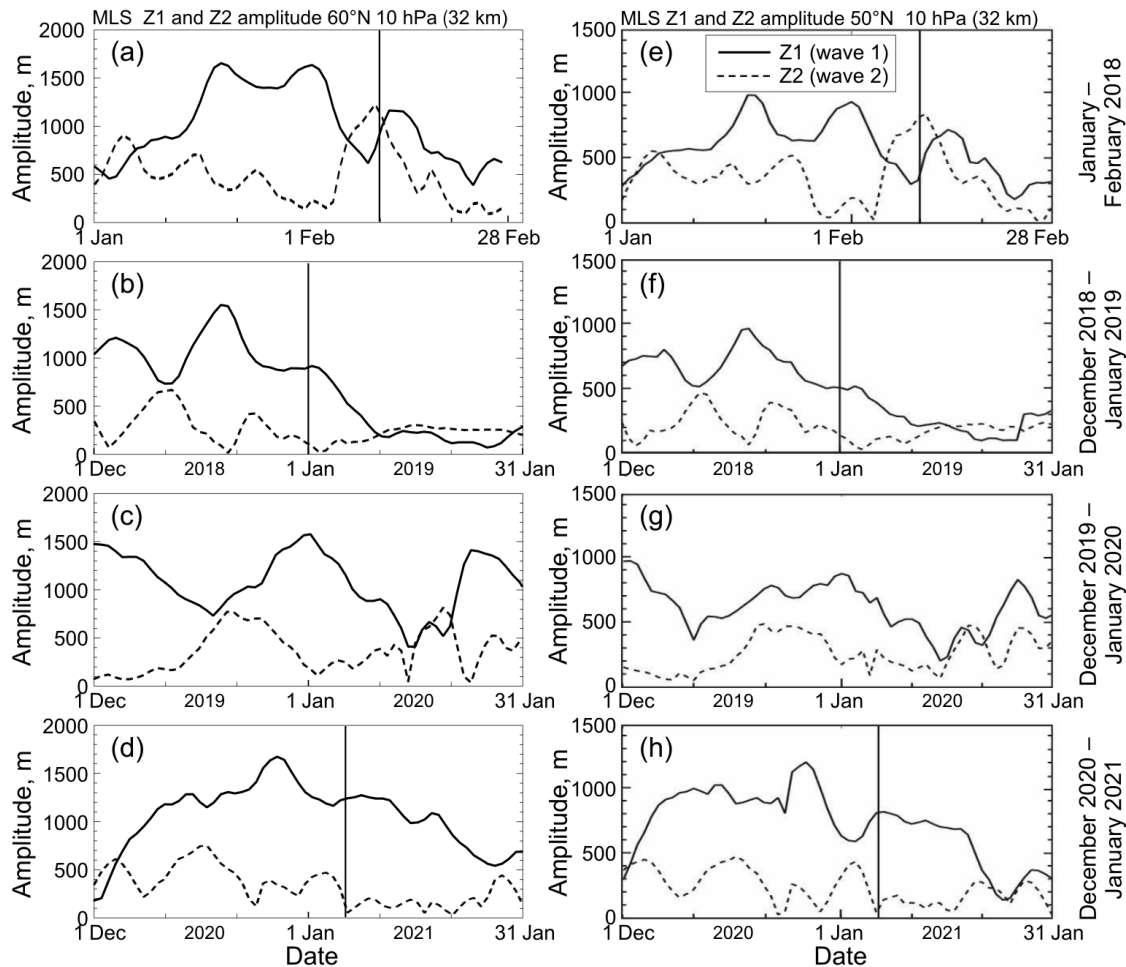 MLS Z1 and Z2 amplitude 60°N 10 hPa (32 km)
MLS Z1 and Z2 amplitude 50°N 10 hPa (32 km)
(a)
Amplitude, m
2000
1500
1000
500
0
1 Jan
1 Feb
28 Feb
(e)
Z1 (wave 1)
Z2 (wave 2)
Amplitude, m
1500
1000
500
0
1 Jan
1 Feb
28 Feb
January –
February 2018
(b)
Amplitude, m
2000
1500
1000
500
0
1 Dec
2018
1 Jan
2019
31 Jan
(f)
Amplitude, m
1500
1000
500
0
1 Dec
2018
1 Jan
2019
31 Jan
December 2018 –
January 2019
(c)
Amplitude, m
2000
1500
1000
500
0
1 Dec
2019
1 Jan
2020
31 Jan
(g)
Amplitude, m
1500
1000
500
0
1 Dec
2019
1 Jan
2020
31 Jan
December 2019 –
January 2020
(d)
Amplitude, m
2000
1500
1000
500
0
1 Dec
2020
1 Jan
2021
31 Jan
Date
(h)
Amplitude, m
1500
1000
500
0
1 Dec
2020
1 Jan
2021
31 Jan
Date
December 2020 –
January 2021